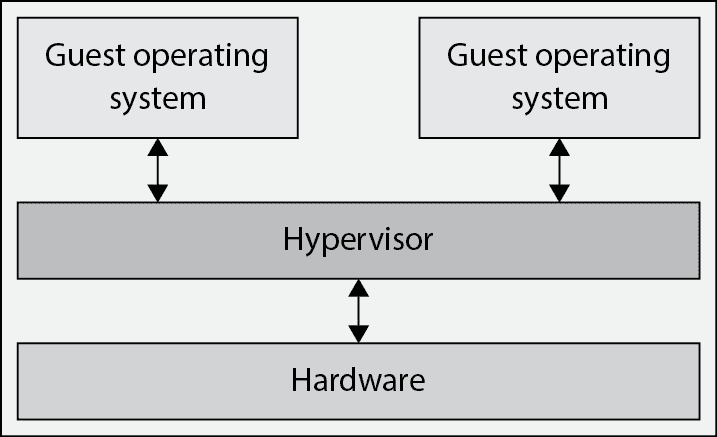 Guest operating
system
Guest operating
system
Hypervisor
Hardware